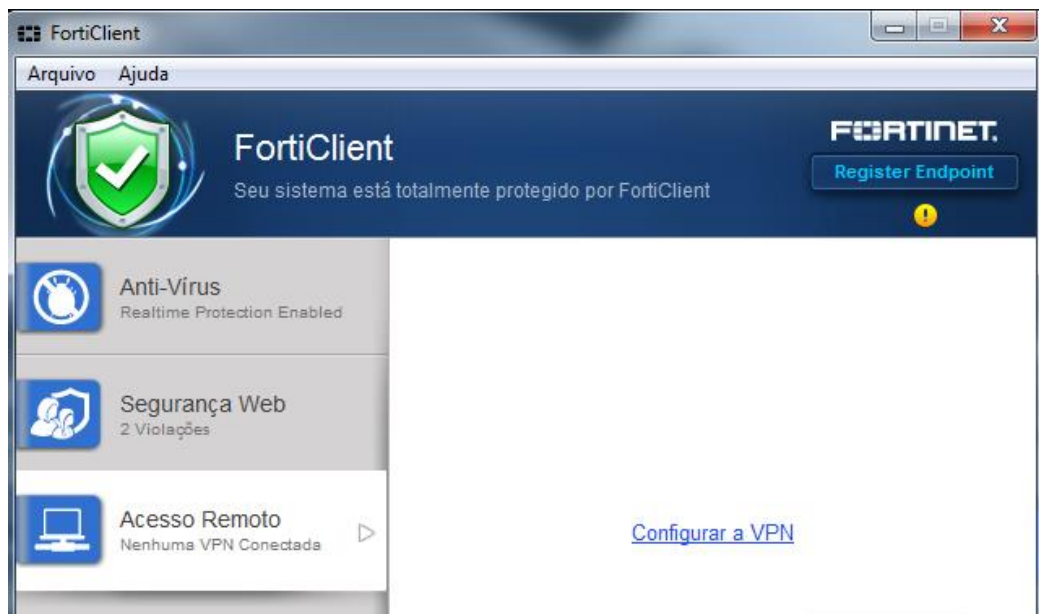 FortiClient
Arquivo Ajuda
FortiClient
Seu sistema está totalmente protegido por FortiClient
FORTINET.
Register Endpoint
Anti-Vírus
Realtime Protection Enabled
Segurança Web
2 Violações
Acesso Remoto
Nenhuma VPN Conectada
Configurar a VPN